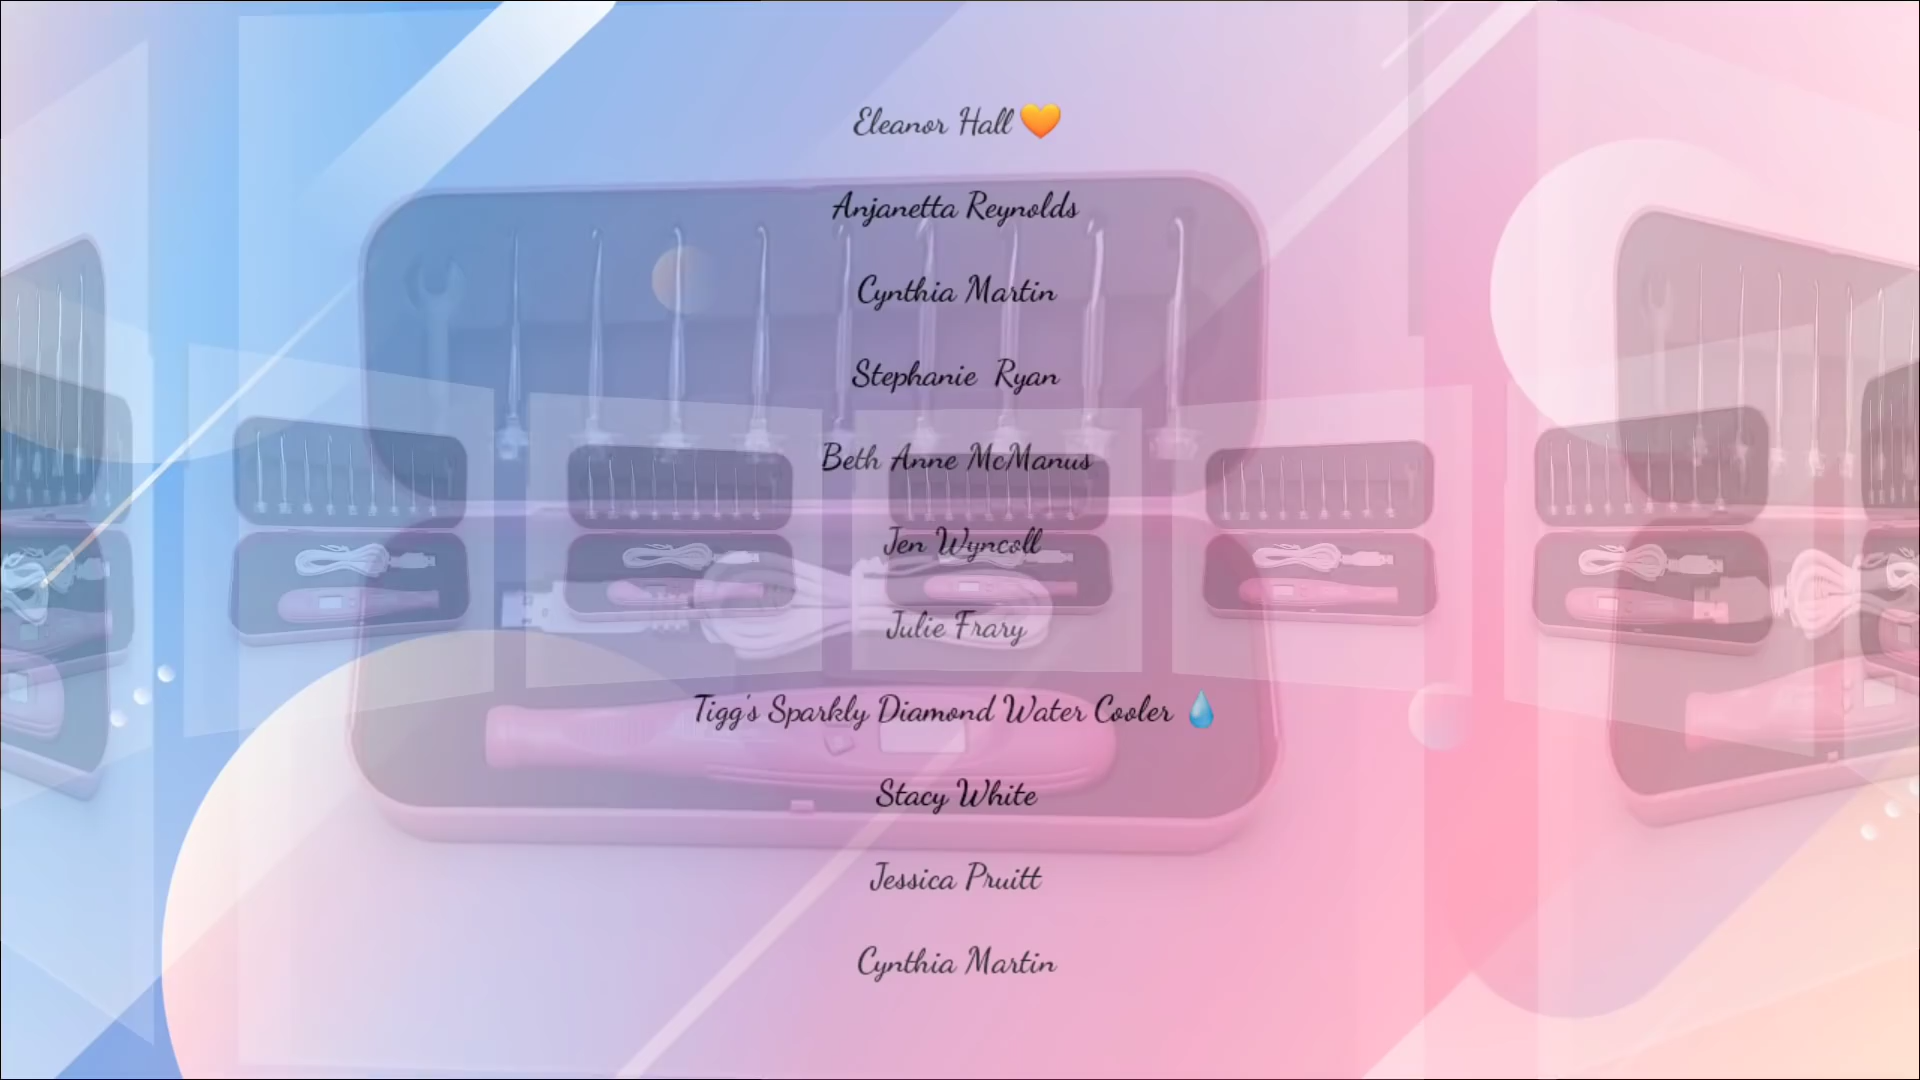 Eleanor Hall 🧡
Anjanetta Reynolds
Cynthia Martin
Stephanie Ryan
Beth Anne McManus
Jen Wyncoll
Julie Frary
Tigg's Sparkly Diamond Water Cooler 💧
Stacy White
Jessica Pruitt
Cynthia Martin